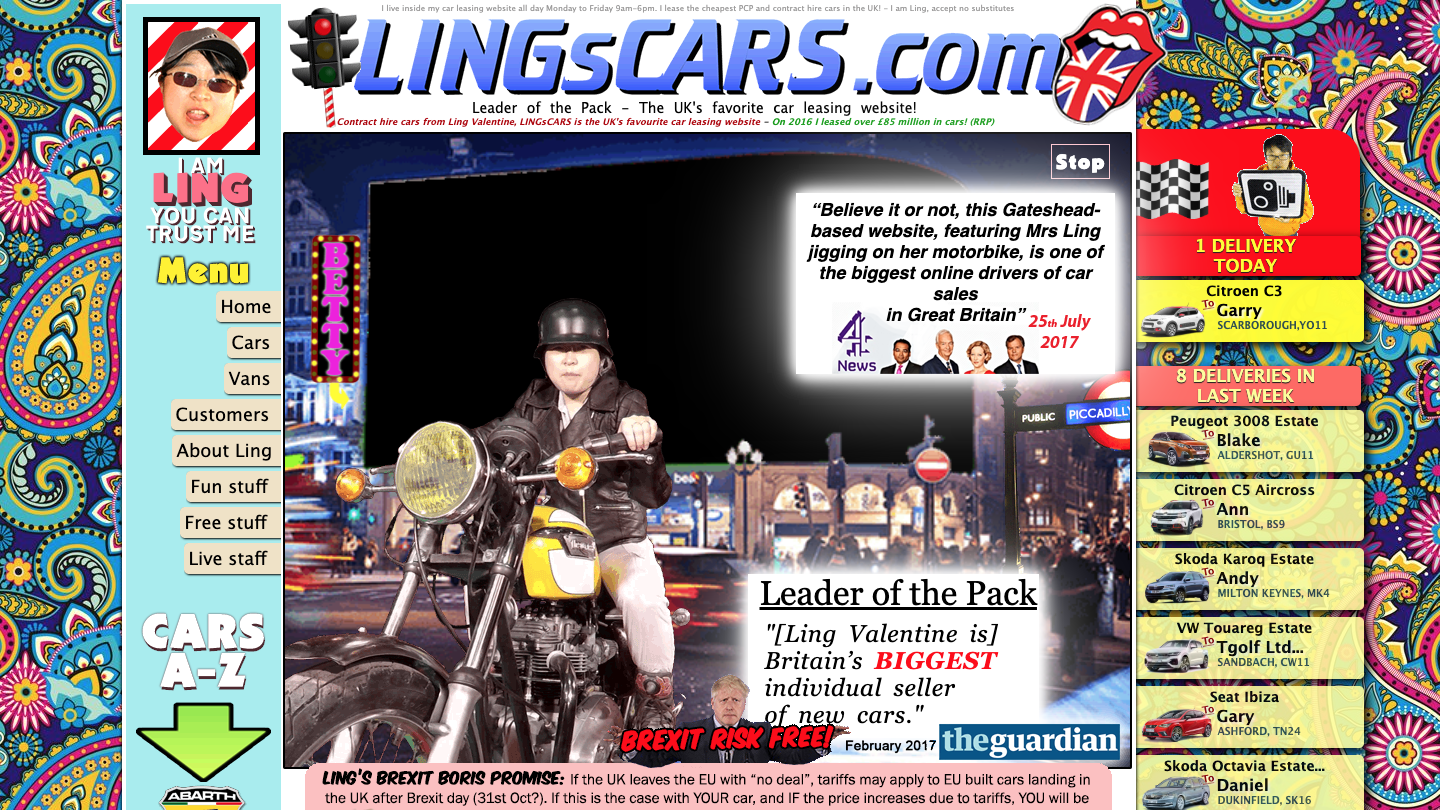 I live inside my car leasing website all day Monday to Friday 9am-6pm. I lease the cheapest PCP and contract hire cars in the UK! - I am Ling, accept no substitutes
LINGsCARS.com
Leader of the Pack - The UK's favorite car leasing website!
Contract hire cars from Ling Valentine, LINGsCARS is the UK's favourite car leasing website - On 2016 I leased over £85 million in cars! (RRP)
I AM
LING
YOU CAN
TRUST ME
Menu
Home
Cars
Vans
Customers
About Ling
Fun stuff
Free stuff
Live staff
CARS
A-Z
ABARTH
Stop
“Believe it or not, this Gateshead-
based website, featuring Mrs Ling
jigging on her motorbike, is one of
the biggest online drivers of car
sales
in Great Britain”
25th July
2017
4
News
BETTY
PUBLIC
PICCADILLY
Leader of the Pack
"[Ling Valentine is]
Britain's BIGGEST
individual seller
of new cars."
BREXIT RISK FREE!
February 2017
theguardian
LING'S BREXIT BORIS PROMISE: If the UK leaves the EU with “no deal”, tariffs may apply to EU built cars landing in
the UK after Brexit day (31st Oct?). If this is the case with YOUR car, and IF the price increases due to tariffs, YOU will be
1 DELIVERY
TODAY
Citroen C3
To Garry
SCARBOROUGH,YO11
8 DELIVERIES IN
LAST WEEK
Peugeot 3008 Estate
To Blake
ALDERSHOT, GU11
Citroen C5 Aircross
To Ann
BRISTOL, BS9
Skoda Karoq Estate
To Andy
MILTON KEYNES, MK4
VW Touareg Estate
To Tgolf Ltd...
SANDBACH, CW11
Seat Ibiza
To Gary
ASHFORD, TN24
Skoda Octavia Estate...
To Daniel
DUKINFIELD, SK16